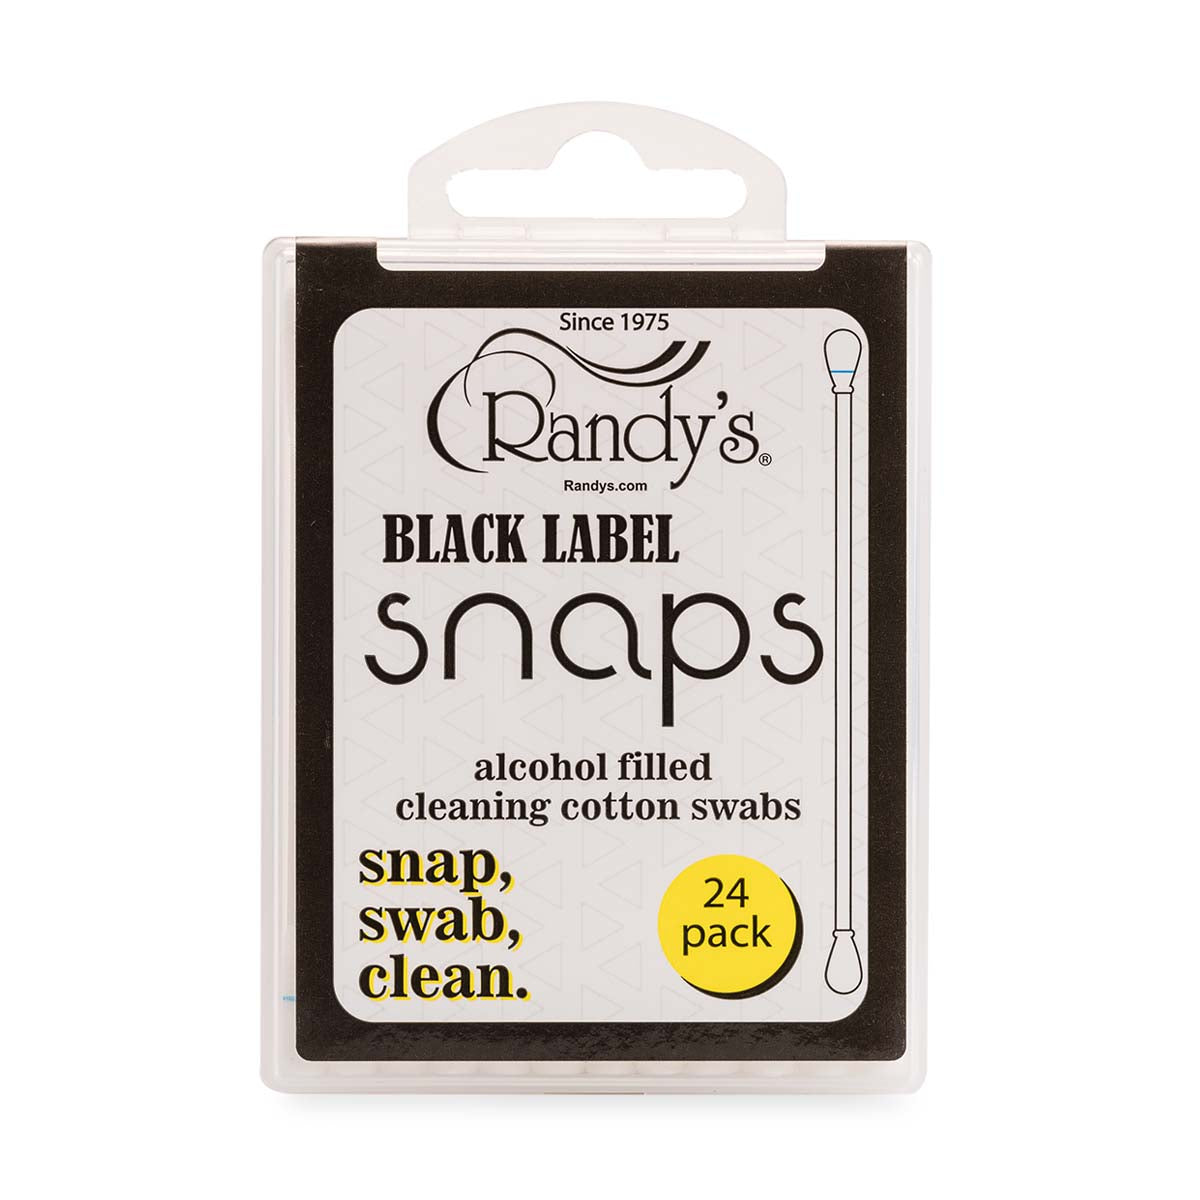 Since 1975
Randy's®
Randys.com
BLACK LABEL
snaps
alcohol filled
cleaning cotton swabs
snap,
swab,
clean.
24
pack